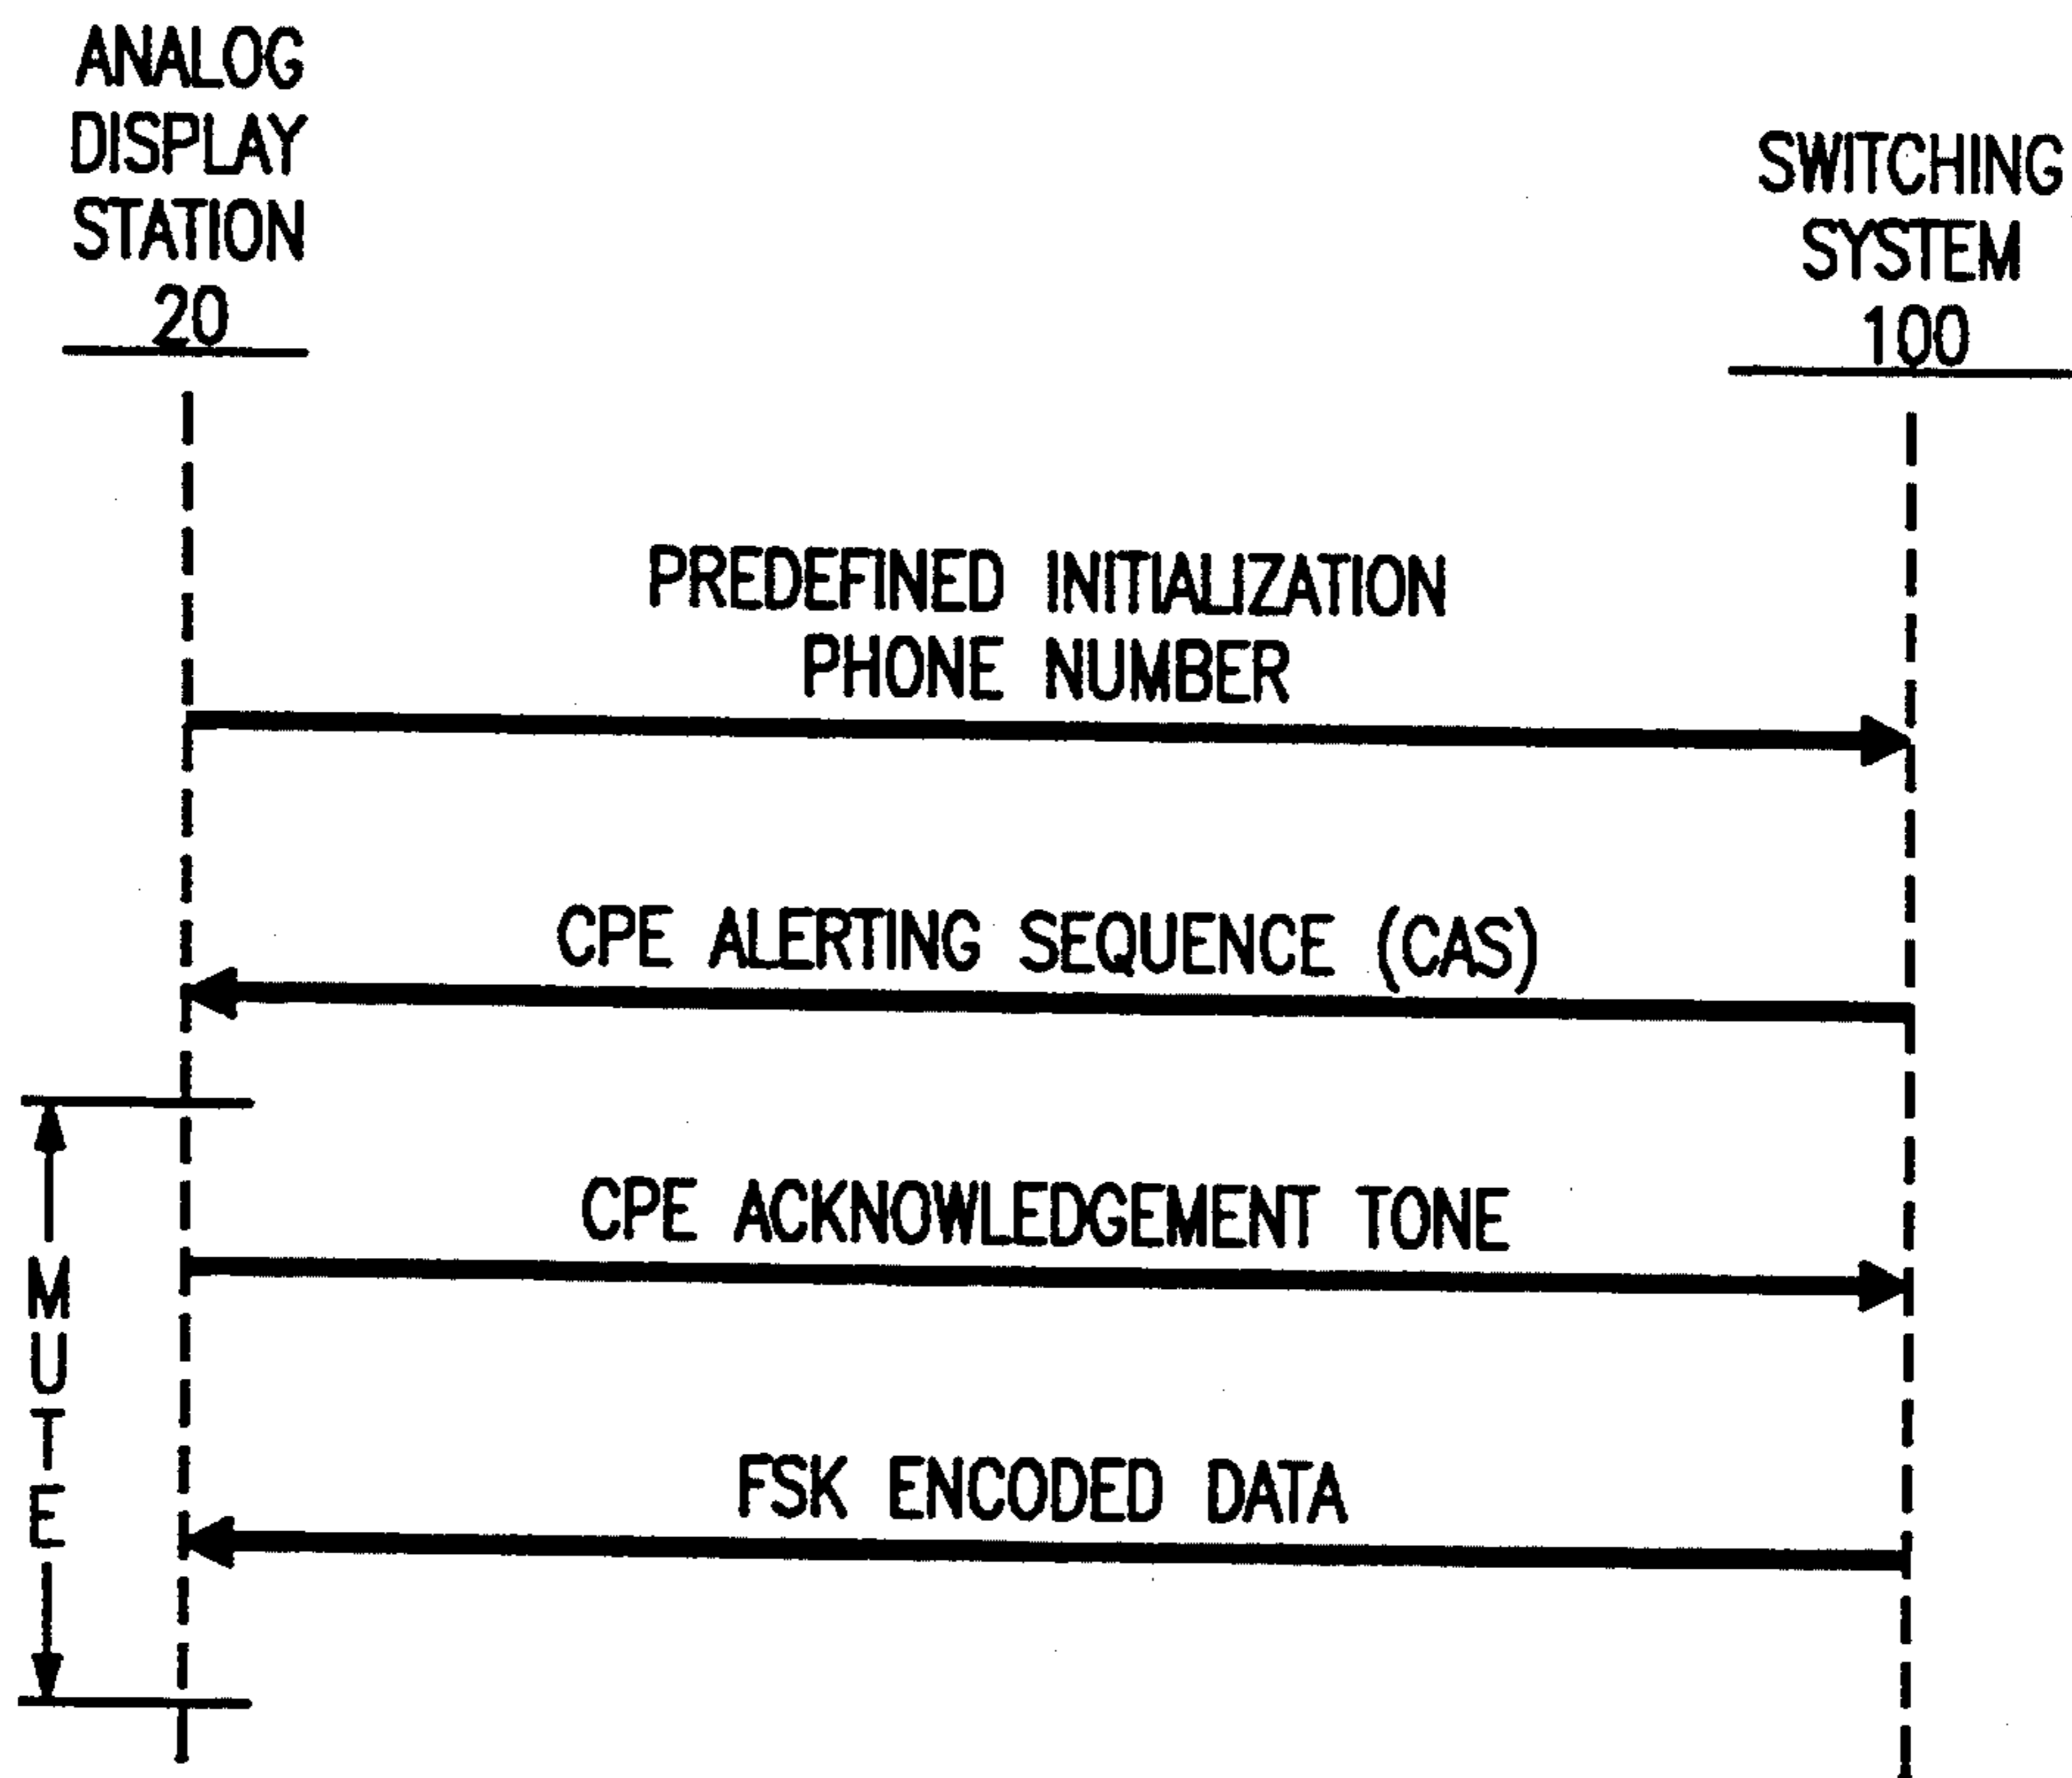 ANALOG
DISPLAY
STATION
20
SWITCHING
SYSTEM
100
PREDEFINED INITIALIZATION
PHONE NUMBER
CPE ALERTING SEQUENCE (CAS)
CPE ACKNOWLEDGEMENT TONE
MUTE
FSK ENCODED DATA